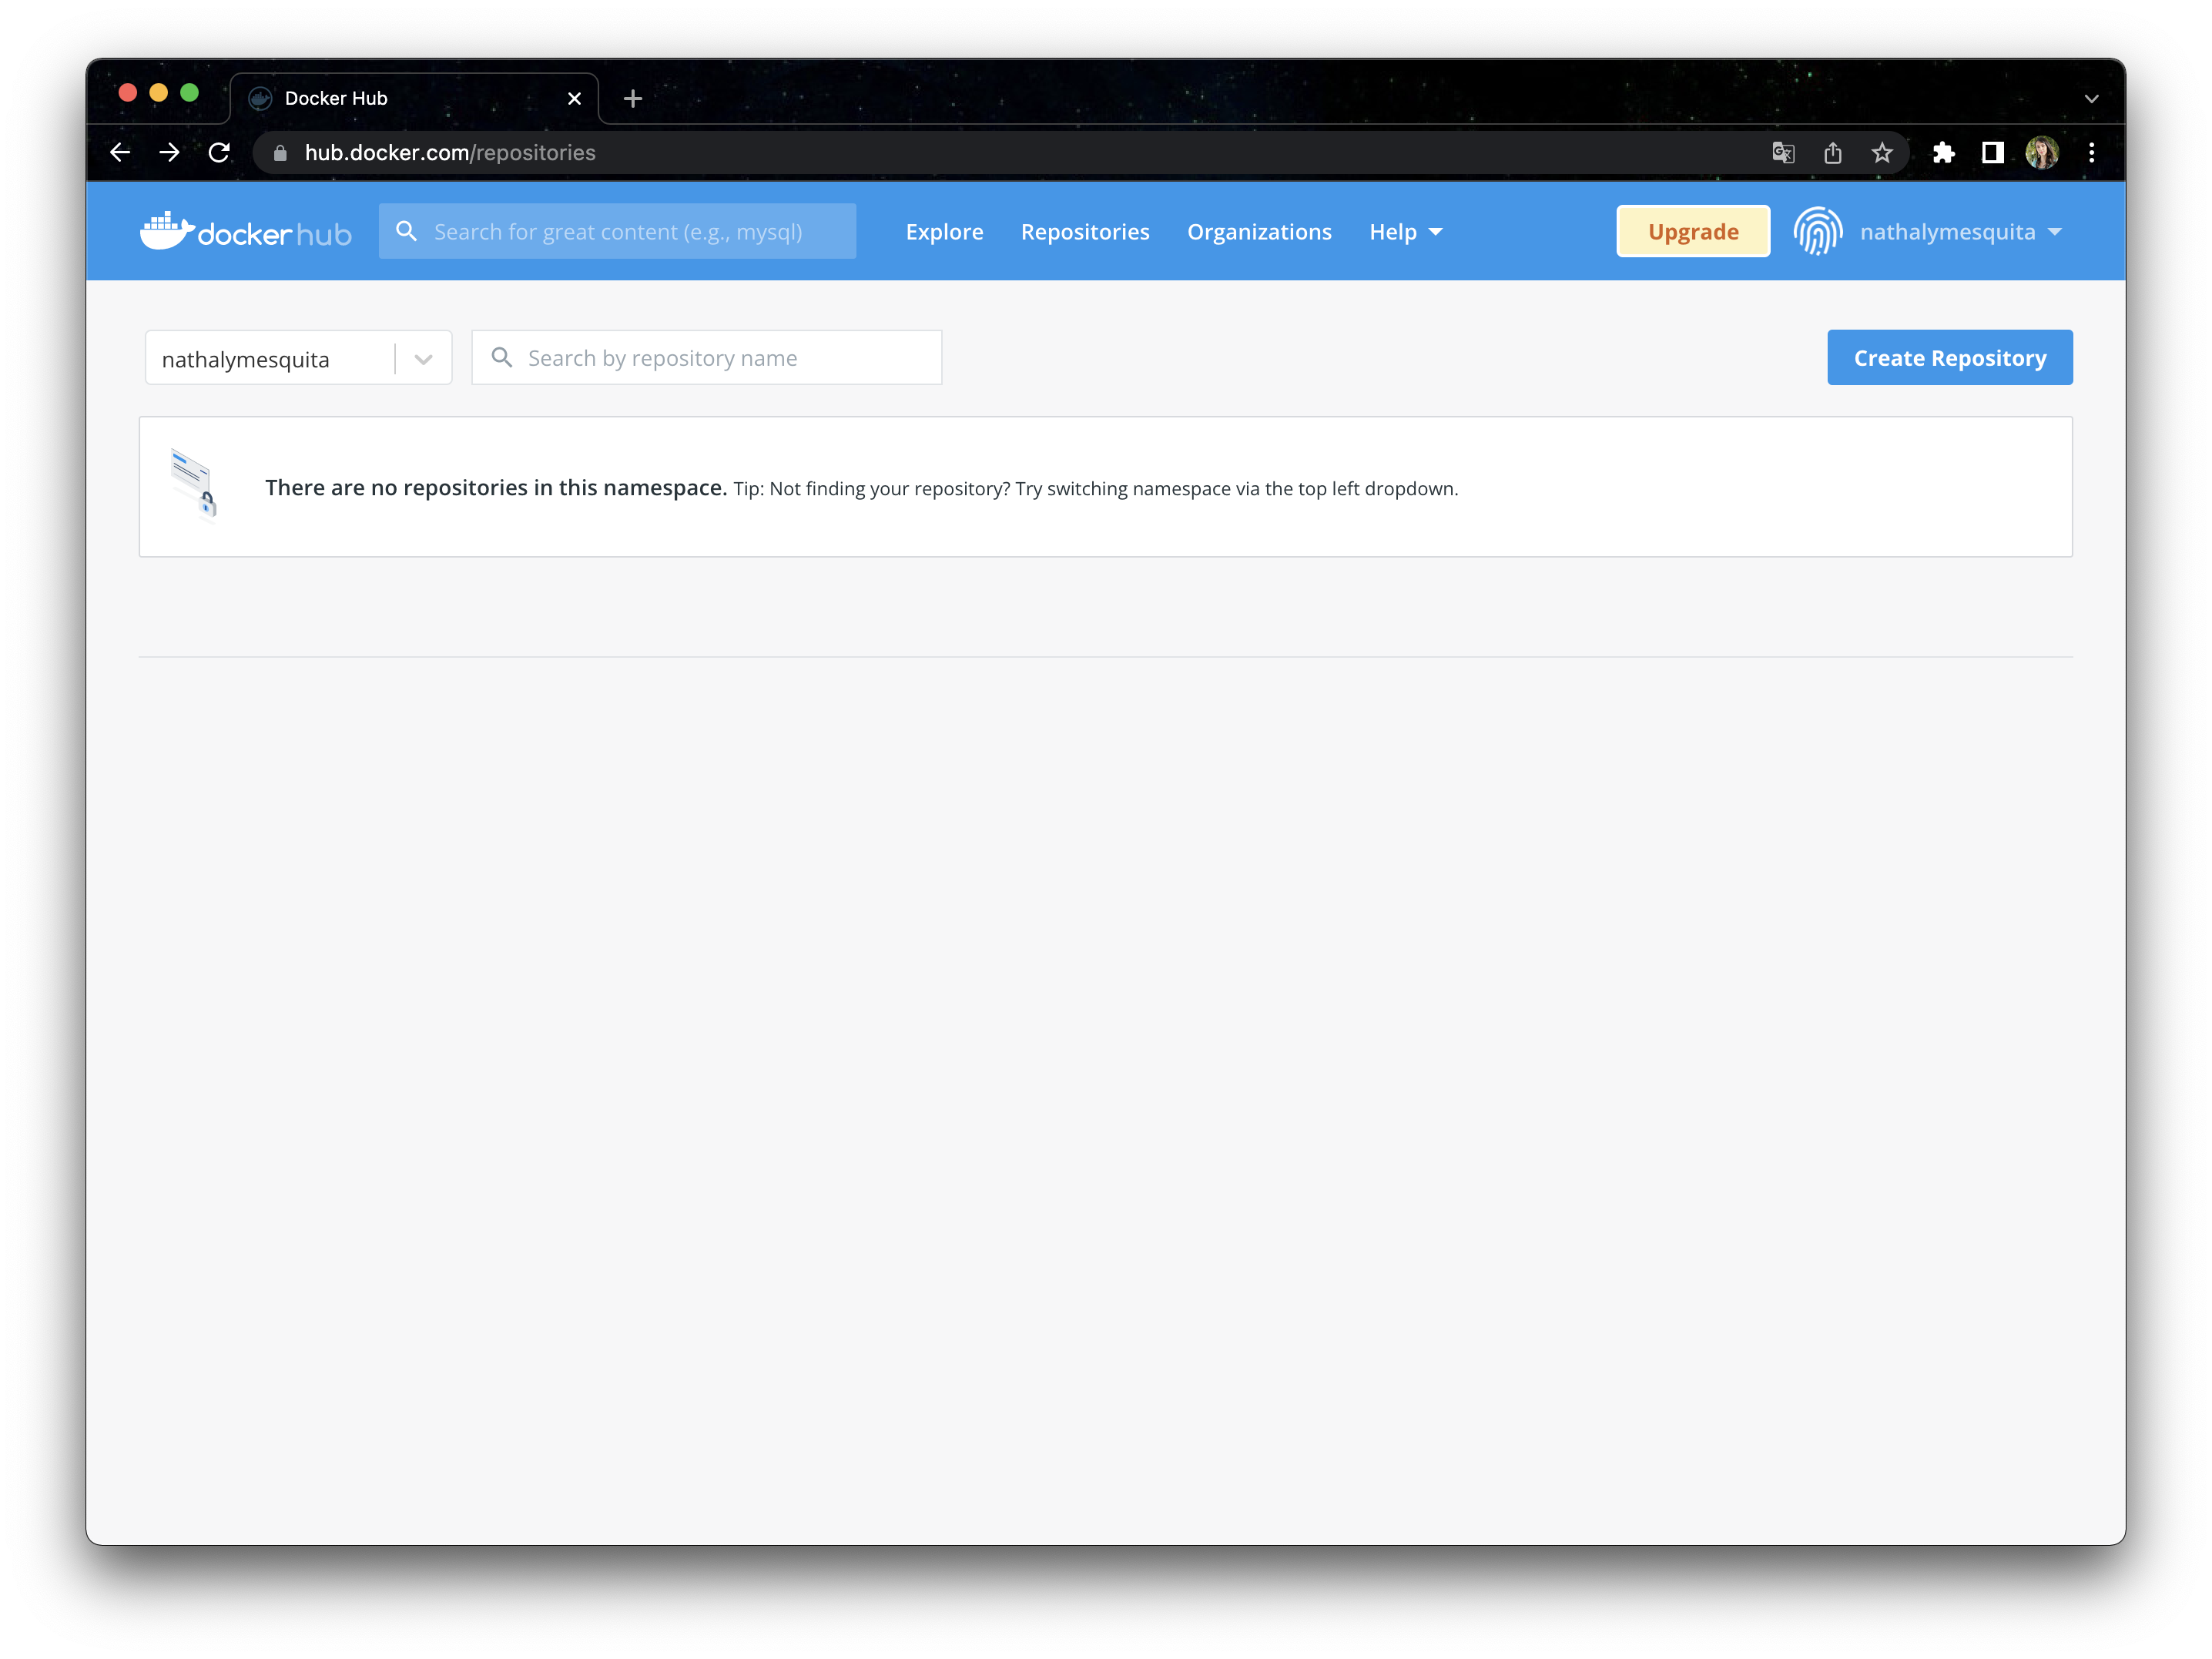 Docker Hub
hub.docker.com/repositories
dockerhub
Search for great content (e.g., mysql)
Explore
Repositories
Organizations
Help
Upgrade
nathalymesquita
nathalymesquita
Search by repository name
Create Repository
There are no repositories in this namespace. Tip: Not finding your repository? Try switching namespace via the top left dropdown.